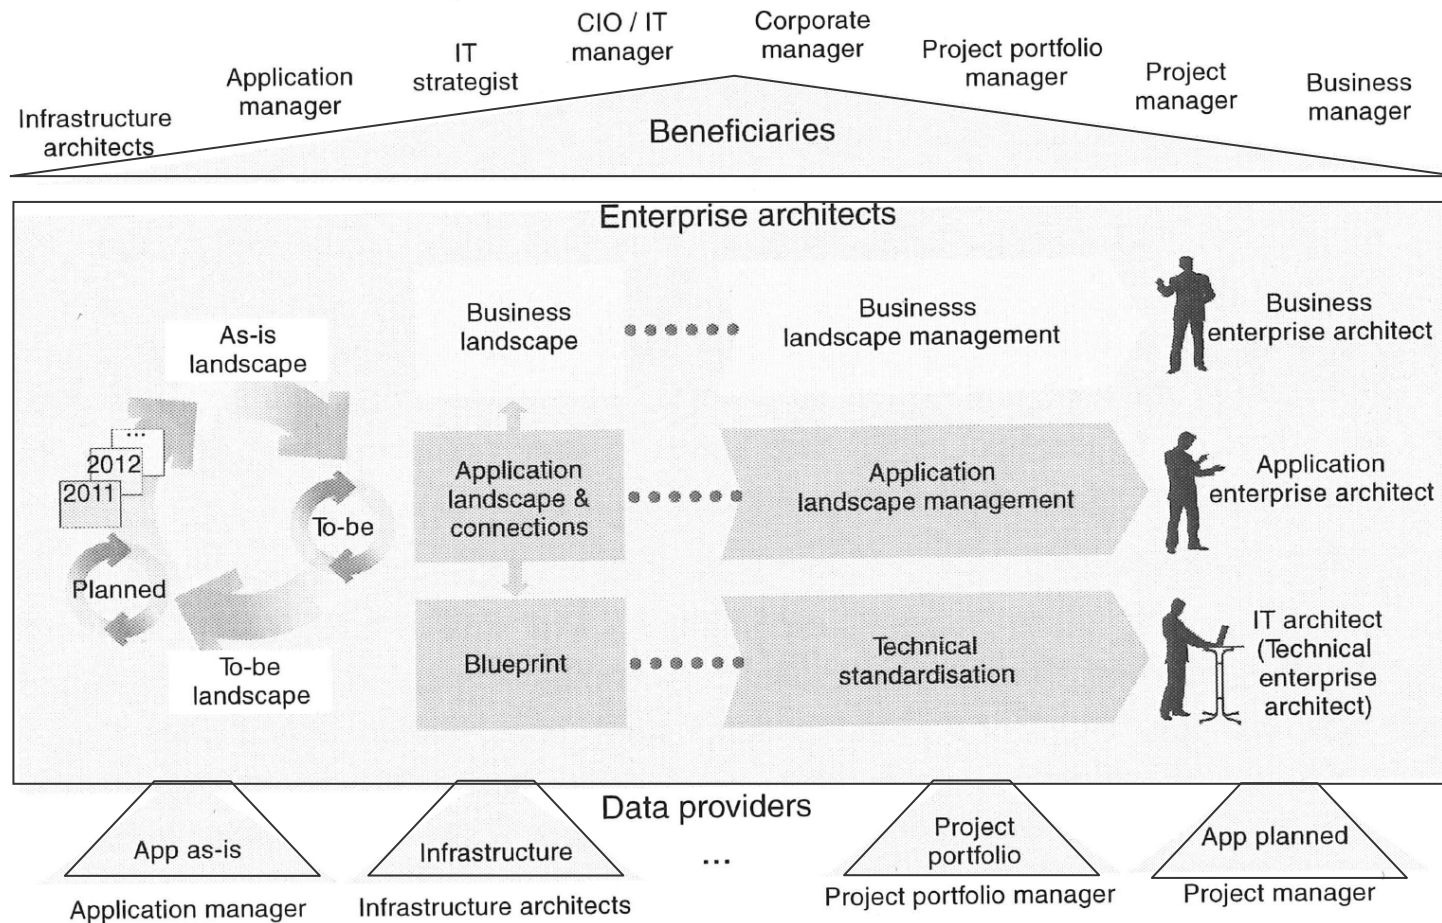 CIO / IT
manager
Corporate
manager
IT
strategist
Project portfolio
manager
Application
manager
Project
manager
Business
manager
Infrastructure
architects
Beneficiaries
Enterprise architects
As-is
landscape
Business
landscape
Businesss
landscape management
Business
enterprise architect
...
2012
2011
To-be
Planned
To-be
landscape
Application
landscape &
connections
Application
landscape management
Application
enterprise architect
Blueprint
Technical
standardisation
IT architect
(Technical
enterprise
architect)
Data providers
App as-is
Infrastructure
...
Project
portfolio
App planned
Application manager
Infrastructure architects
Project portfolio manager
Project manager